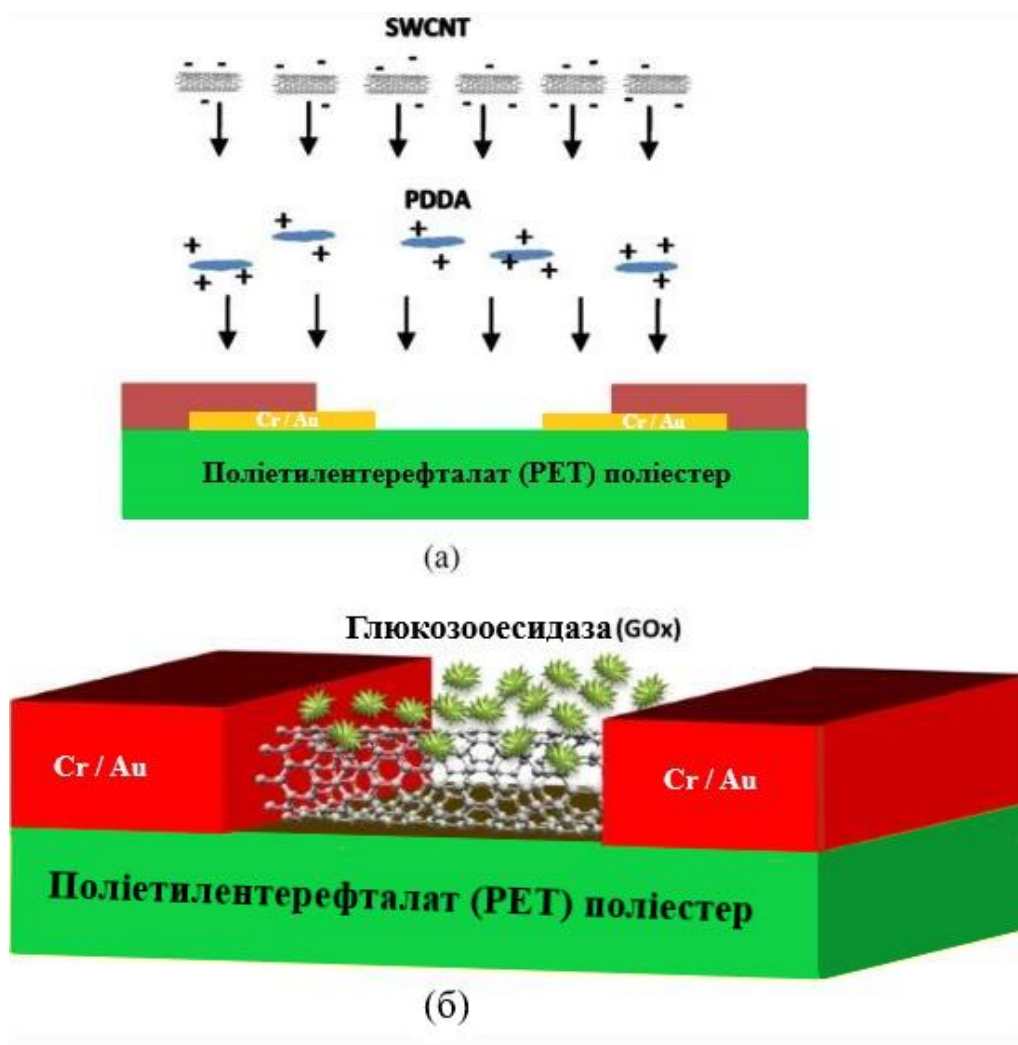 SWCNT
PDDA
Cr / Au
Cr / Au
Поліетилентерефталат (PET) поліестер
(а)
Глюкозооесидаза (GOx)
Cr / Au
Cr / Au
Поліетилентерефталат (PET) поліестер
(б)